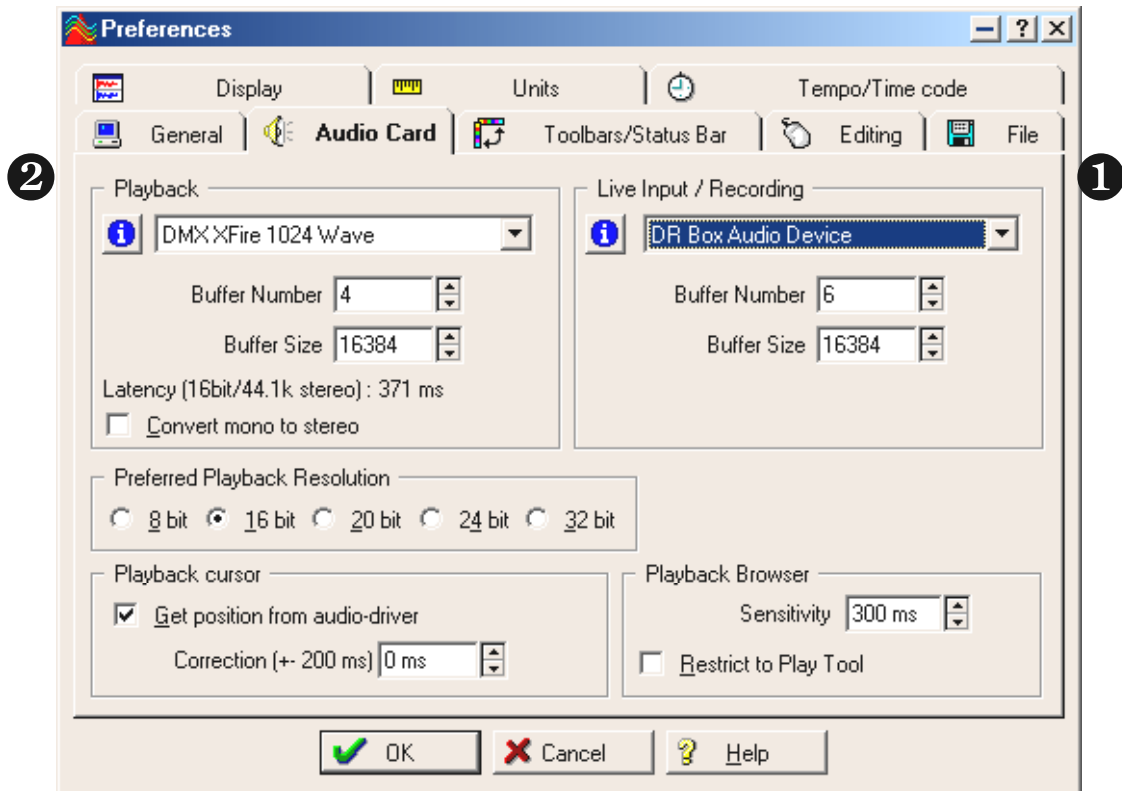 Preferences
Display
Units
Tempo/Time code
General
Audio Card
Toolbars/Status Bar
Editing
File
2
1
Playback
DMX XFire 1024 Wave
Buffer Number 4
Buffer Size 16384
Latency (16bit/44.1k stereo) : 371 ms
Convert mono to stereo
Live Input / Recording
DR Box Audio Device
Buffer Number 6
Buffer Size 16384
Preferred Playback Resolution
8 bit 16 bit 20 bit 24 bit 32 bit
Playback cursor
Get position from audio-driver
Correction (+- 200 ms) 0 ms
Playback Browser
Sensitivity 300 ms
Restrict to Play Tool
OK
Cancel
Help